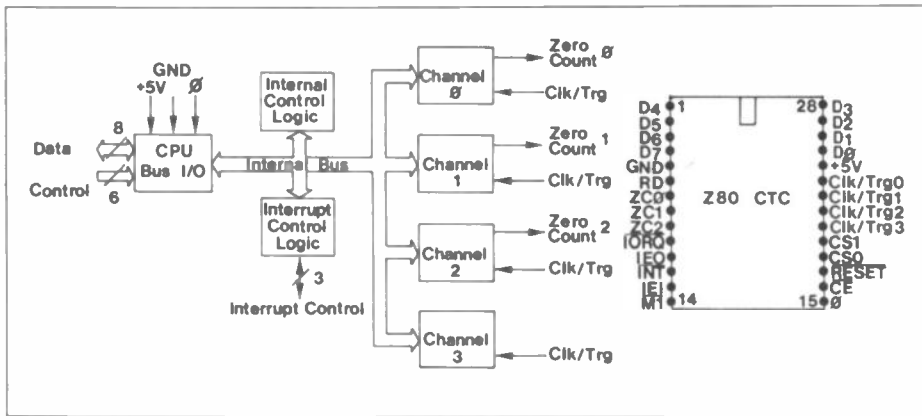 GND
+5V Ø
8
Data
CPU
Bus I/O
Control
6
Internal
Control
Logic
Internal Bus
Interrupt
Control
Logic
3
Interrupt Control
Channel
Ø
Zero
Count Ø
Clk/Trg
Channel
1
Zero
Count 1
Clk/Trg
Channel
2
Zero
Count 2
Clk/Trg
Channel
3
Clk/Trg
Z80 CTC
D4 1
D5
D6
D7
GND
RD
ZC0
ZC1
ZC2
IORQ
IEO
INT
IEI
M1 14
28 D3
D2
D1
DØ
+5V
Clk/Trg0
Clk/Trg1
Clk/Trg2
Clk/Trg3
CS1
CS0
RESET
CE
15 Ø